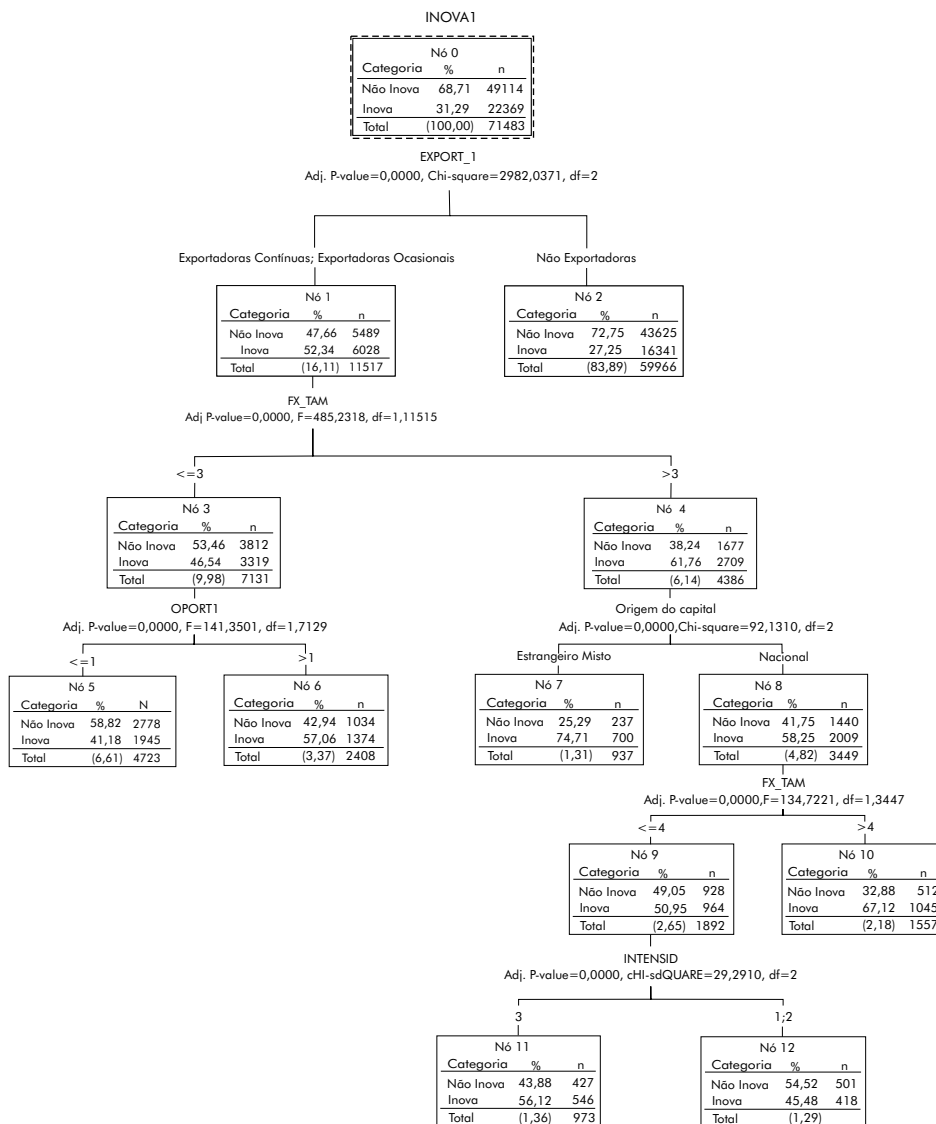 INOVA1
Nó 0
Categoria % n
Não Inova 68,71 49114
Inova 31,29 22369
Total (100,00) 71483
EXPORT_1
Adj. P-value=0,0000, Chi-square=2982,0371, df=2
Exportadoras Contínuas; Exportadoras Ocasionais
Não Exportadoras
Nó 1
Categoria % n
Não Inova 47,66 5489
Inova 52,34 6028
Total (16,11) 11517
Nó 2
Categoria % n
Não Inova 72,75 43625
Inova 27,25 16341
Total (83,89) 59966
FX_TAM
Adj P-value=0,0000, F=485,2318, df=1,11515
<=3
>3
Nó 3
Categoria % n
Não Inova 53,46 3812
Inova 46,54 3319
Total (9,98) 7131
Nó 4
Categoria % n
Não Inova 38,24 1677
Inova 61,76 2709
Total (6,14) 4386
OPORT1
Adj. P-value=0,0000, F=141,3501, df=1,7129
Origem do capital
Adj. P-value=0,0000,Chi-square=92,1310, df=2
<=1
>1
Estrangeiro Misto
Nacional
Nó 5
Categoria % N
Não Inova 58,82 2778
Inova 41,18 1945
Total (6,61) 4723
Nó 6
Categoria % n
Não Inova 42,94 1034
Inova 57,06 1374
Total (3,37) 2408
Nó 7
Categoria % n
Não Inova 25,29 237
Inova 74,71 700
Total (1,31) 937
Nó 8
Categoria % n
Não Inova 41,75 1440
Inova 58,25 2009
Total (4,82) 3449
FX_TAM
Adj. P-value=0,0000,F=134,7221, df=1,3447
<=4
>4
Nó 9
Categoria % n
Não Inova 49,05 928
Inova 50,95 964
Total (2,65) 1892
Nó 10
Categoria % n
Não Inova 32,88 512
Inova 67,12 1045
Total (2,18) 1557
INTENSID
Adj. P-value=0,0000, cHI-sdQUARE=29,2910, df=2
3
1;2
Nó 11
Categoria % n
Não Inova 43,88 427
Inova 56,12 546
Total (1,36) 973
Nó 12
Categoria % n
Não Inova 54,52 501
Inova 45,48 418
Total (1,29)